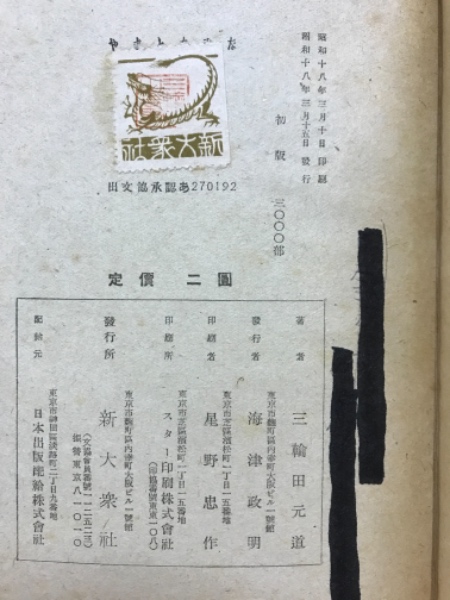 昭和十八年三月十日印刷
昭和十八年三月十五日發行
初版 三〇〇〇部
新大衆社
出文協承認あ270192
定價 二圓
著者 三輪田元道
東京市麴町區内幸町大阪ビル一號館
發行者 海津政明
東京市芝區濱松町一丁目一五番地
印刷者 星野忠作
東京市芝區濱松町一丁目一五番地
印刷所 スター印刷株式會社
東京市麴町區内幸町大阪ビル一號館
發行所 新大衆社
東京市神田區淡路町二丁目九番地
配給元 日本出版配給株式會社